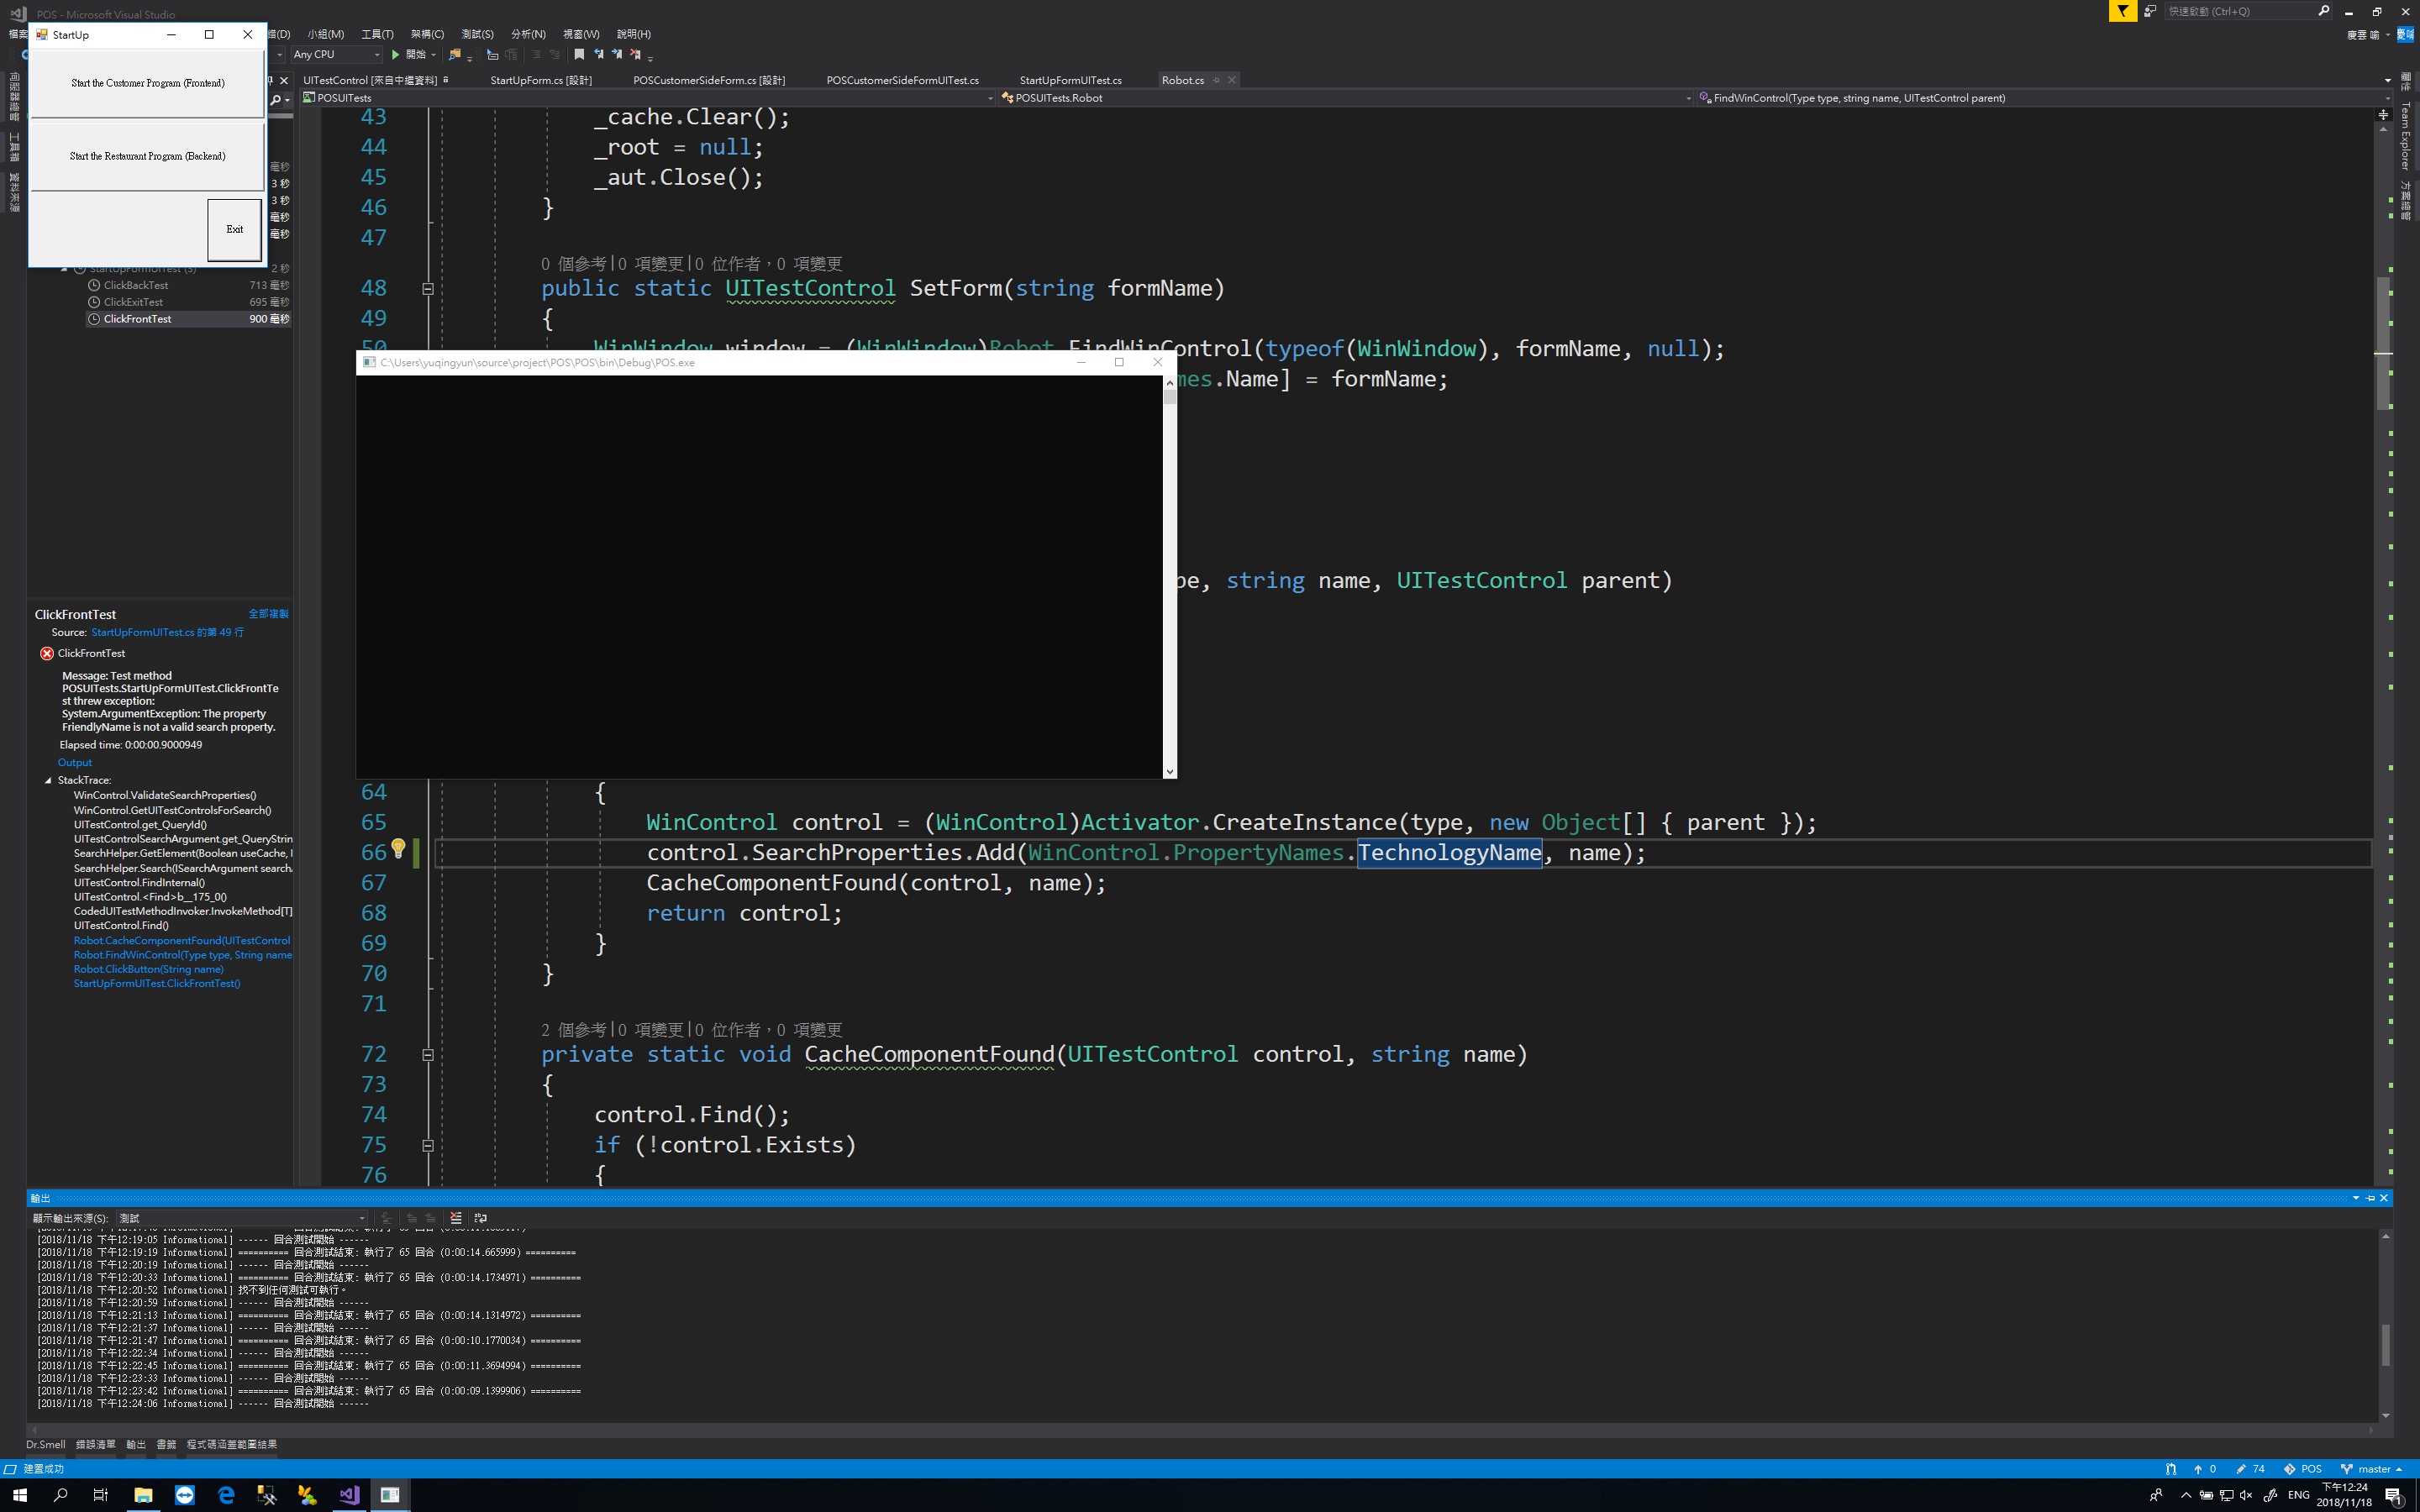 POS - Microsoft Visual Studio
快速啟動 (Ctrl+Q)
StartUp
小組(M) 工具(T) 架構(C) 測試(S) 分析(N) 視窗(W) 說明(H)
慶雲 喻
Any CPU
開始
Start the Customer Program (Frontend)
Start the Restaurant Program (Backend)
Exit
工具箱
Team Explorer
UITestControl [來自中繼資料]
StartUpForm.cs [設計]
POSCustomerSideForm.cs [設計]
POSCustomerSideFormUITest.cs
StartUpFormUITest.cs
Robot.cs
POSUITests
POSUITests.Robot
FindWinControl(Type type, string name, UITestControl parent)
毫秒
3 秒
3 秒
毫秒
毫秒
StartUpFormUITest (3) 2 秒
ClickBackTest 713 毫秒
ClickExitTest 695 毫秒
ClickFrontTest 900 毫秒
43 _cache.Clear();
44 _root = null;
45 _aut.Close();
46 }
47
0 個參考|0 項變更|0 位作者，0 項變更
48 public static UITestControl SetForm(string formName)
49 {
50 WinWindow window = (WinWindow)Robot.FindWinControl(typeof(WinWindow), formName, null);
C:\Users\yuqingyun\source\project\POS\POS\bin\Debug\POS.exe
mes.Name] = formName;
pe, string name, UITestControl parent)
64 {
65 WinControl control = (WinControl)Activator.CreateInstance(type, new Object[] { parent });
66 control.SearchProperties.Add(WinControl.PropertyNames.TechnologyName, name);
67 CacheComponentFound(control, name);
68 return control;
69 }
70 }
71
2 個參考|0 項變更|0 位作者，0 項變更
72 private static void CacheComponentFound(UITestControl control, string name)
73 {
74 control.Find();
75 if (!control.Exists)
76 {
ClickFrontTest 全部複製
Source: StartUpFormUITest.cs 的第 49 行
ClickFrontTest
Message: Test method
POSUITests.StartUpFormUITest.ClickFrontTe
st threw exception:
System.ArgumentException: The property
FriendlyName is not a valid search property.
Elapsed time: 0:00:00.9000949
Output
StackTrace:
WinControl.ValidateSearchProperties()
WinControl.GetUITestControlsForSearch()
UITestControl.get_QueryId()
UITestControlSearchArgument.get_QueryStrin
SearchHelper.GetElement(Boolean useCache, I
SearchHelper.Search(ISearchArgument search
UITestControl.FindInternal()
UITestControl.<Find>b__175_0()
CodedUITestMethodInvoker.InvokeMethod[T]
UITestControl.Find()
Robot.CacheComponentFound(UITestControl
Robot.FindWinControl(Type type, String name
Robot.ClickButton(String name)
StartUpFormUITest.ClickFrontTest()
輸出
顯示輸出來源(S): 測試
[2018/11/18 下午12:19:05 Informational] ------ 回合測試開始 ------
[2018/11/18 下午12:19:19 Informational] ========== 回合測試結束: 執行了 65 回合 (0:00:14.665999) ==========
[2018/11/18 下午12:20:19 Informational] ------ 回合測試開始 ------
[2018/11/18 下午12:20:33 Informational] ========== 回合測試結束: 執行了 65 回合 (0:00:14.1734971) ==========
[2018/11/18 下午12:20:52 Informational] 找不到任何測試可執行。
[2018/11/18 下午12:20:59 Informational] ------ 回合測試開始 ------
[2018/11/18 下午12:21:13 Informational] ========== 回合測試結束: 執行了 65 回合 (0:00:14.1314972) ==========
[2018/11/18 下午12:21:37 Informational] ------ 回合測試開始 ------
[2018/11/18 下午12:21:47 Informational] ========== 回合測試結束: 執行了 65 回合 (0:00:10.1770034) ==========
[2018/11/18 下午12:22:34 Informational] ------ 回合測試開始 ------
[2018/11/18 下午12:22:45 Informational] ========== 回合測試結束: 執行了 65 回合 (0:00:11.3694994) ==========
[2018/11/18 下午12:23:33 Informational] ------ 回合測試開始 ------
[2018/11/18 下午12:23:42 Informational] ========== 回合測試結束: 執行了 65 回合 (0:00:09.1399906) ==========
[2018/11/18 下午12:24:06 Informational] ------ 回合測試開始 ------
Dr.Smell 錯誤清單 輸出 書籤 程式碼涵蓋範圍結果
建置成功
0 74 POS master
ENG
下午12:24
2018/11/18
1